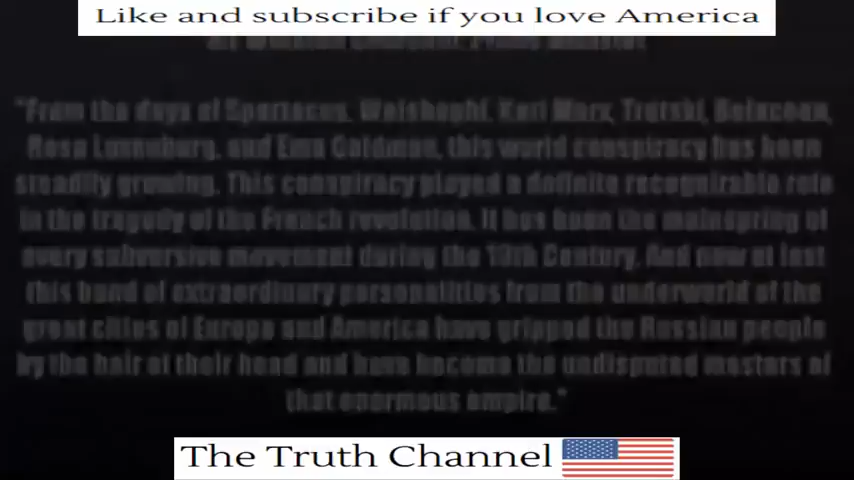 Like and subscribe if you love America
"From the days of Spartacus, Weishophf, Karl Marx, Trotski, Belacoon,
Rosa Luxenburg, and Ema Goldman, this world conspiracy has been
steadily growing. This conspiracy played a definite recognizable role
in the tragedy of the French revolution. It has been the mainspring of
every subversive movement during the 19th Century. And now at last
this band of extraordinary personalities from the underworld of the
great cities of Europe and America have gripped the Russian people
by the hair of their head and have become the undisputed masters of
that enormous empire."
The Truth Channel